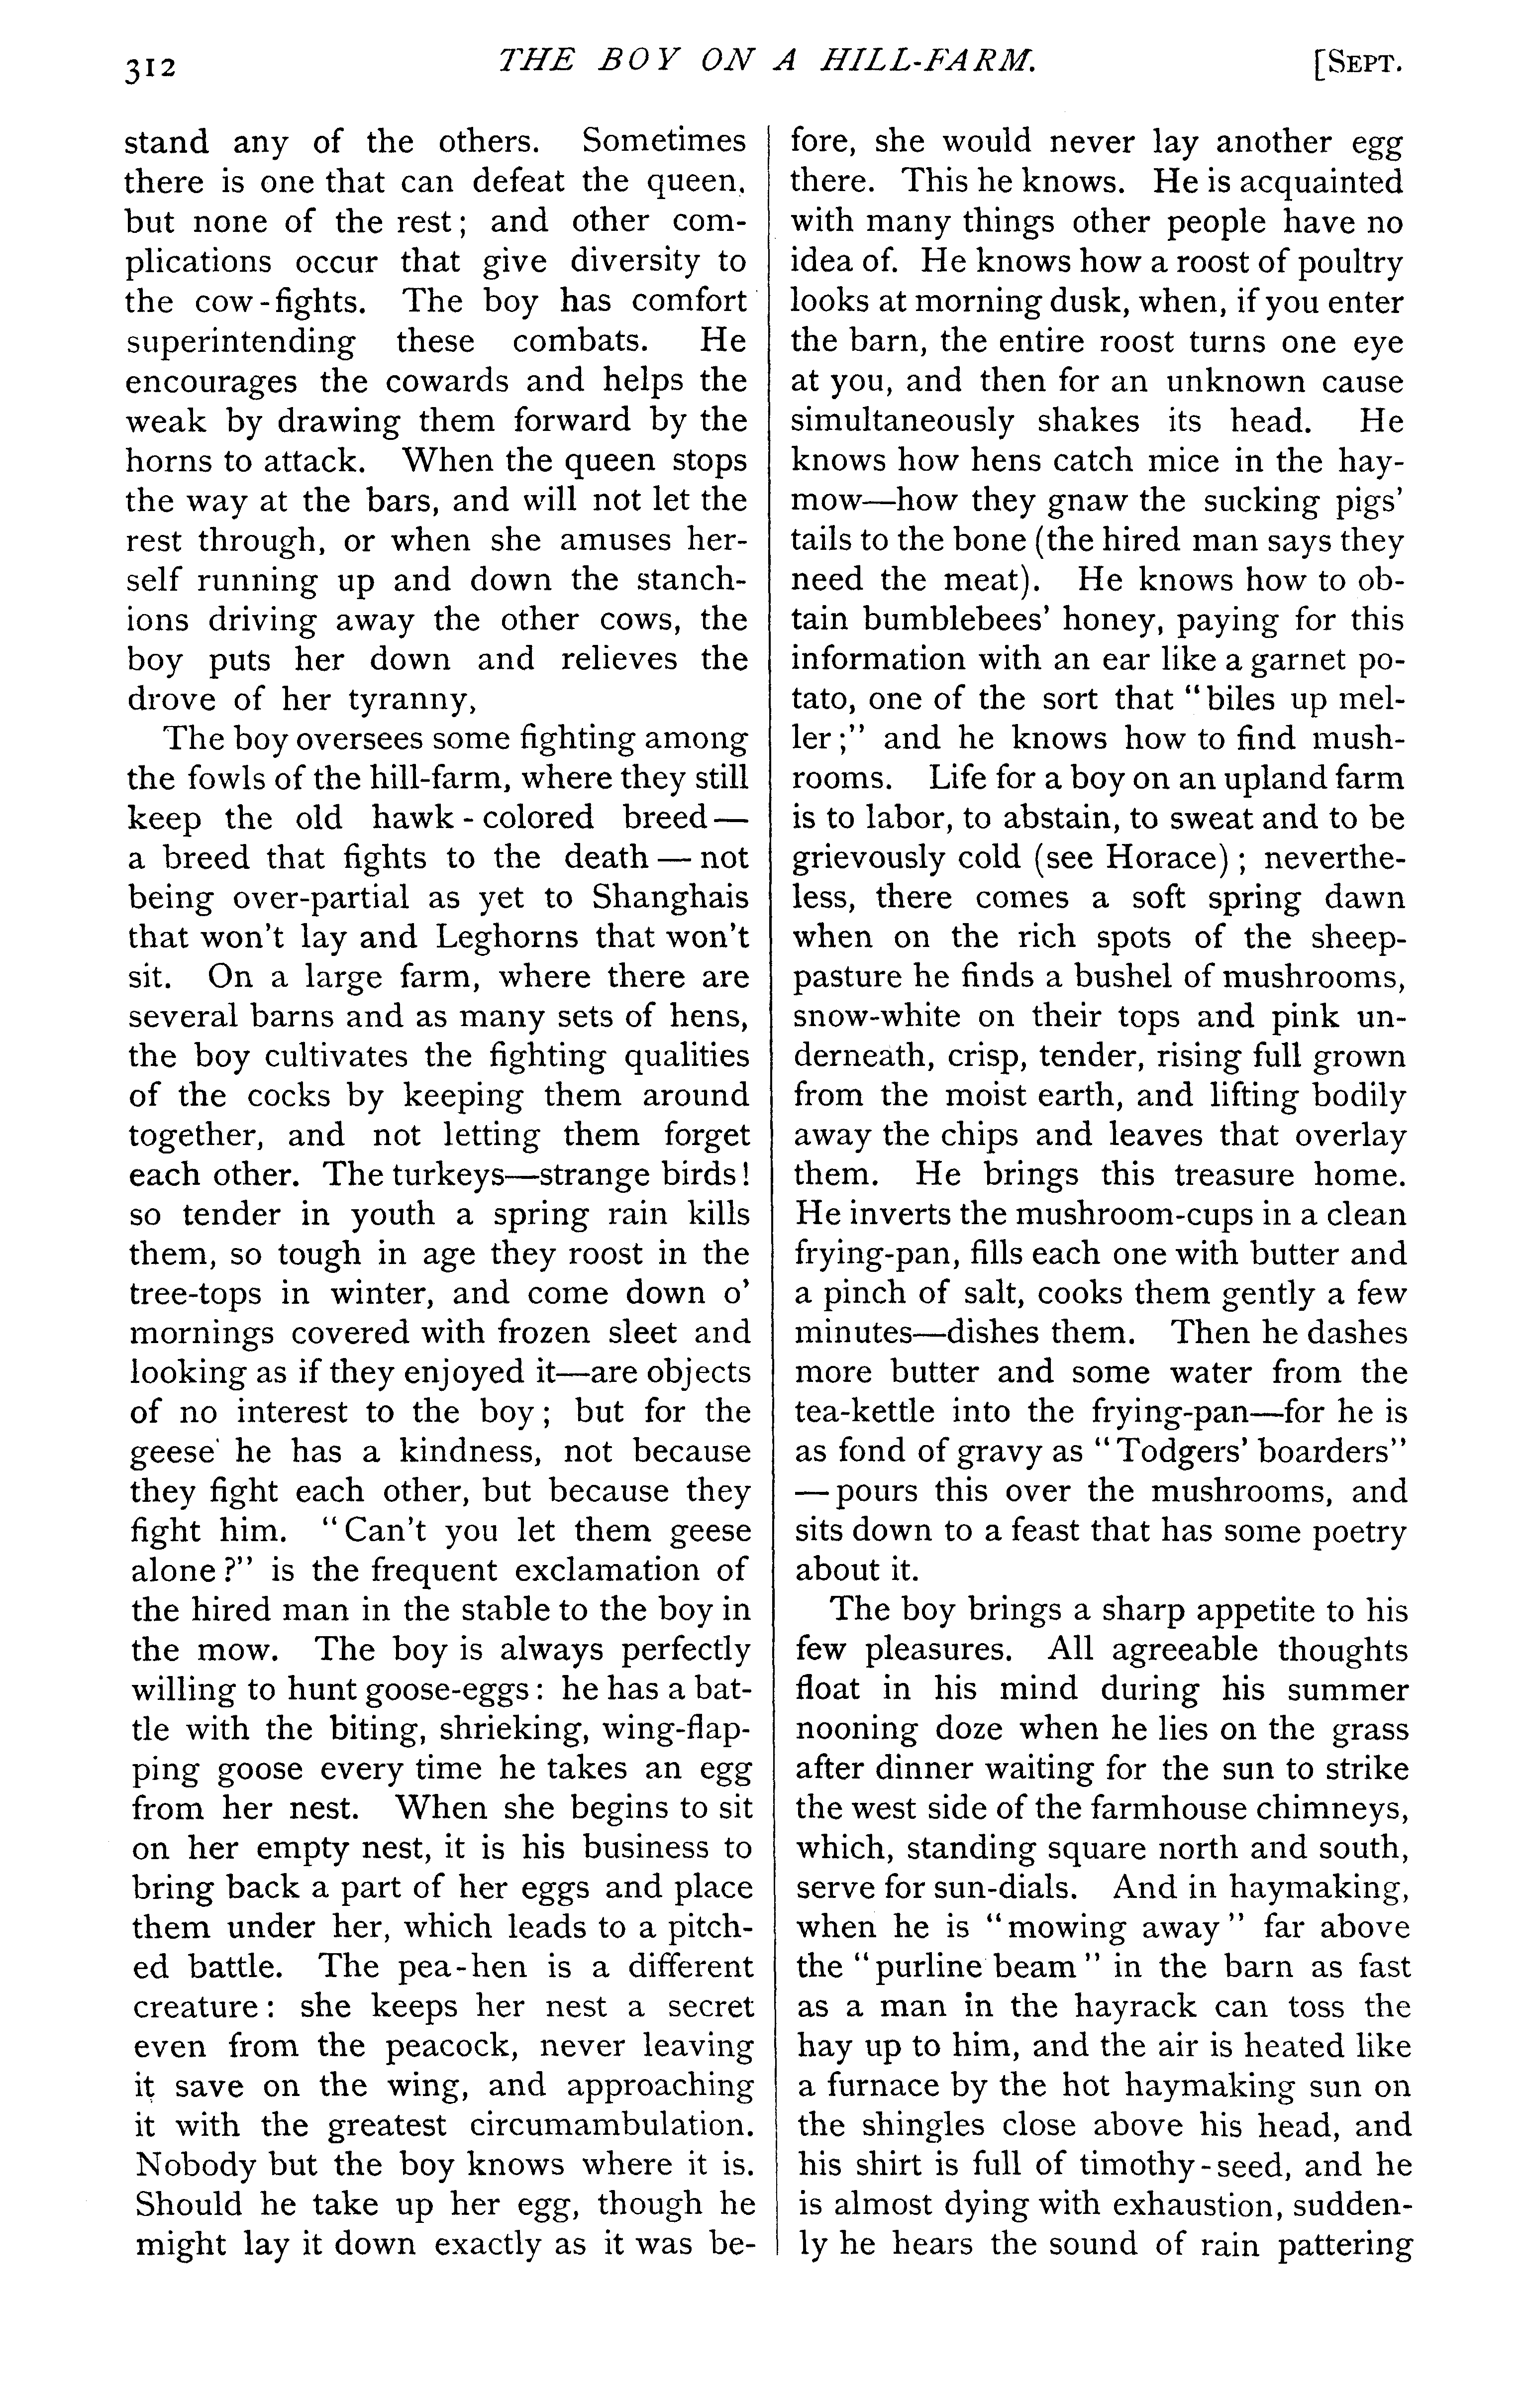 312 THE BOY ON A HILL-FARM. [SEPT.
stand any of the others. Sometimes
there is one that can defeat the queen,
but none of the rest; and other com-
plications occur that give diversity to
the cow-fights. The boy has comfort
superintending these combats. He
encourages the cowards and helps the
weak by drawing them forward by the
horns to attack. When the queen stops
the way at the bars, and will not let the
rest through, or when she amuses her-
self running up and down the stanch-
ions driving away the other cows, the
boy puts her down and relieves the
drove of her tyranny,
The boy oversees some fighting among
the fowls of the hill-farm, where they still
keep the old hawk-colored breed—
a breed that fights to the death—not
being over-partial as yet to Shanghais
that won't lay and Leghorns that won't
sit. On a large farm, where there are
several barns and as many sets of hens,
the boy cultivates the fighting qualities
of the cocks by keeping them around
together, and not letting them forget
each other. The turkeys—strange birds!
so tender in youth a spring rain kills
them, so tough in age they roost in the
tree-tops in winter, and come down o'
mornings covered with frozen sleet and
looking as if they enjoyed it—are objects
of no interest to the boy; but for the
geese he has a kindness, not because
they fight each other, but because they
fight him. "Can't you let them geese
alone?" is the frequent exclamation of
the hired man in the stable to the boy in
the mow. The boy is always perfectly
willing to hunt goose-eggs: he has a bat-
tle with the biting, shrieking, wing-flap-
ping goose every time he takes an egg
from her nest. When she begins to sit
on her empty nest, it is his business to
bring back a part of her eggs and place
them under her, which leads to a pitch-
ed battle. The pea-hen is a different
creature: she keeps her nest a secret
even from the peacock, never leaving
it save on the wing, and approaching
it with the greatest circumambulation.
Nobody but the boy knows where it is.
Should he take up her egg, though he
might lay it down exactly as it was be-
fore, she would never lay another egg
there. This he knows. He is acquainted
with many things other people have no
idea of. He knows how a roost of poultry
looks at morning dusk, when, if you enter
the barn, the entire roost turns one eye
at you, and then for an unknown cause
simultaneously shakes its head. He
knows how hens catch mice in the hay-
mow—how they gnaw the sucking pigs'
tails to the bone (the hired man says they
need the meat). He knows how to ob-
tain bumblebees' honey, paying for this
information with an ear like a garnet po-
tato, one of the sort that "biles up mel-
ler;" and he knows how to find mush-
rooms. Life for a boy on an upland farm
is to labor, to abstain, to sweat and to be
grievously cold (see Horace); neverthe-
less, there comes a soft spring dawn
when on the rich spots of the sheep-
pasture he finds a bushel of mushrooms,
snow-white on their tops and pink un-
derneath, crisp, tender, rising full grown
from the moist earth, and lifting bodily
away the chips and leaves that overlay
them. He brings this treasure home.
He inverts the mushroom-cups in a clean
frying-pan, fills each one with butter and
a pinch of salt, cooks them gently a few
minutes—dishes them. Then he dashes
more butter and some water from the
tea-kettle into the frying-pan—for he is
as fond of gravy as "Todgers' boarders"
—pours this over the mushrooms, and
sits down to a feast that has some poetry
about it.
The boy brings a sharp appetite to his
few pleasures. All agreeable thoughts
float in his mind during his summer
nooning doze when he lies on the grass
after dinner waiting for the sun to strike
the west side of the farmhouse chimneys,
which, standing square north and south,
serve for sun-dials. And in haymaking,
when he is "mowing away" far above
the "purline beam" in the barn as fast
as a man in the hayrack can toss the
hay up to him, and the air is heated like
a furnace by the hot haymaking sun on
the shingles close above his head, and
his shirt is full of timothy-seed, and he
is almost dying with exhaustion, sudden-
ly he hears the sound of rain pattering